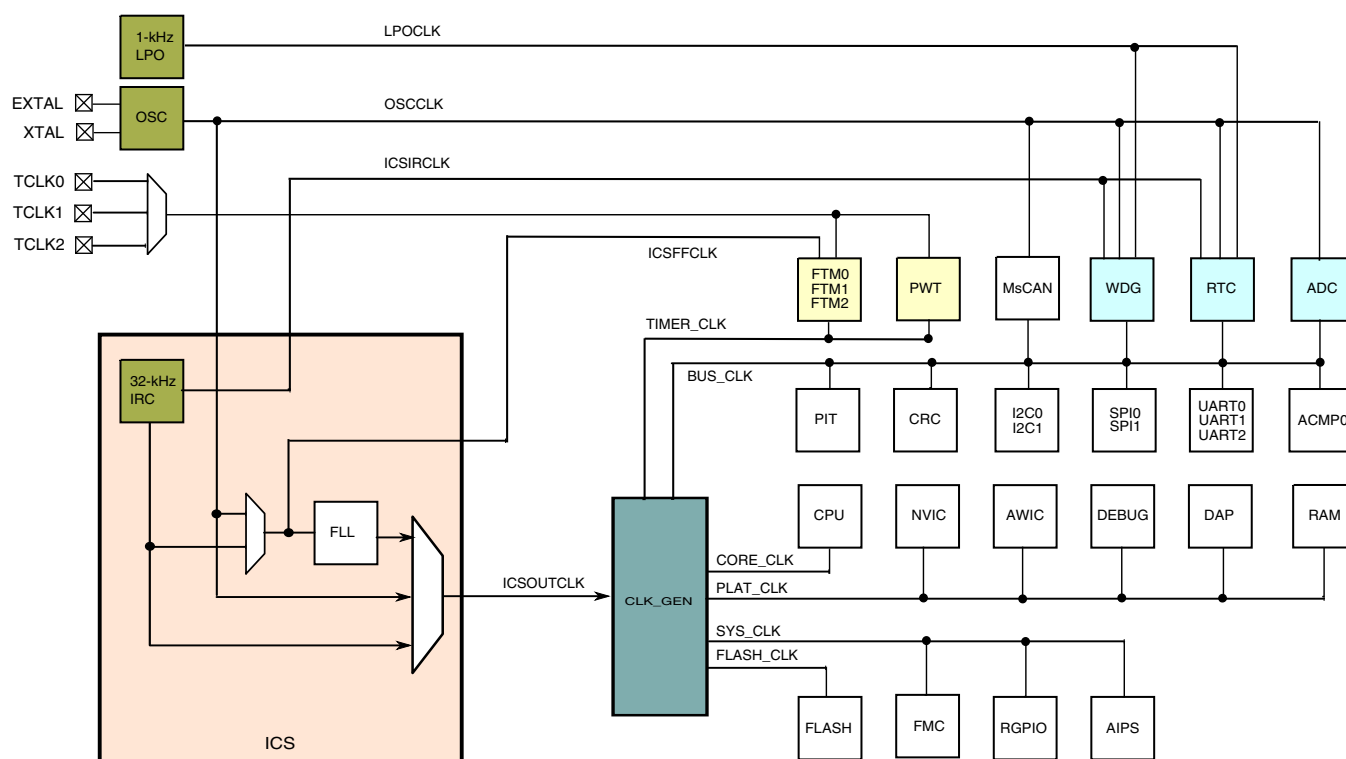 1-kHz
LPO
LPOCLK
EXTAL
XTAL
OSC
OSCCLK
ICSIRCLK
TCLK0
TCLK1
TCLK2
ICSFFCLK
FTM0
FTM1
FTM2
PWT
MsCAN
WDG
RTC
ADC
TIMER_CLK
BUS_CLK
32-kHz
IRC
PIT
CRC
I2C0
I2C1
SPI0
SPI1
UART0
UART1
UART2
ACMP0
CPU
NVIC
AWIC
DEBUG
DAP
RAM
FLL
CORE_CLK
ICSOUTCLK
PLAT_CLK
CLK_GEN
SYS_CLK
FLASH_CLK
FLASH
FMC
RGPIO
AIPS
ICS